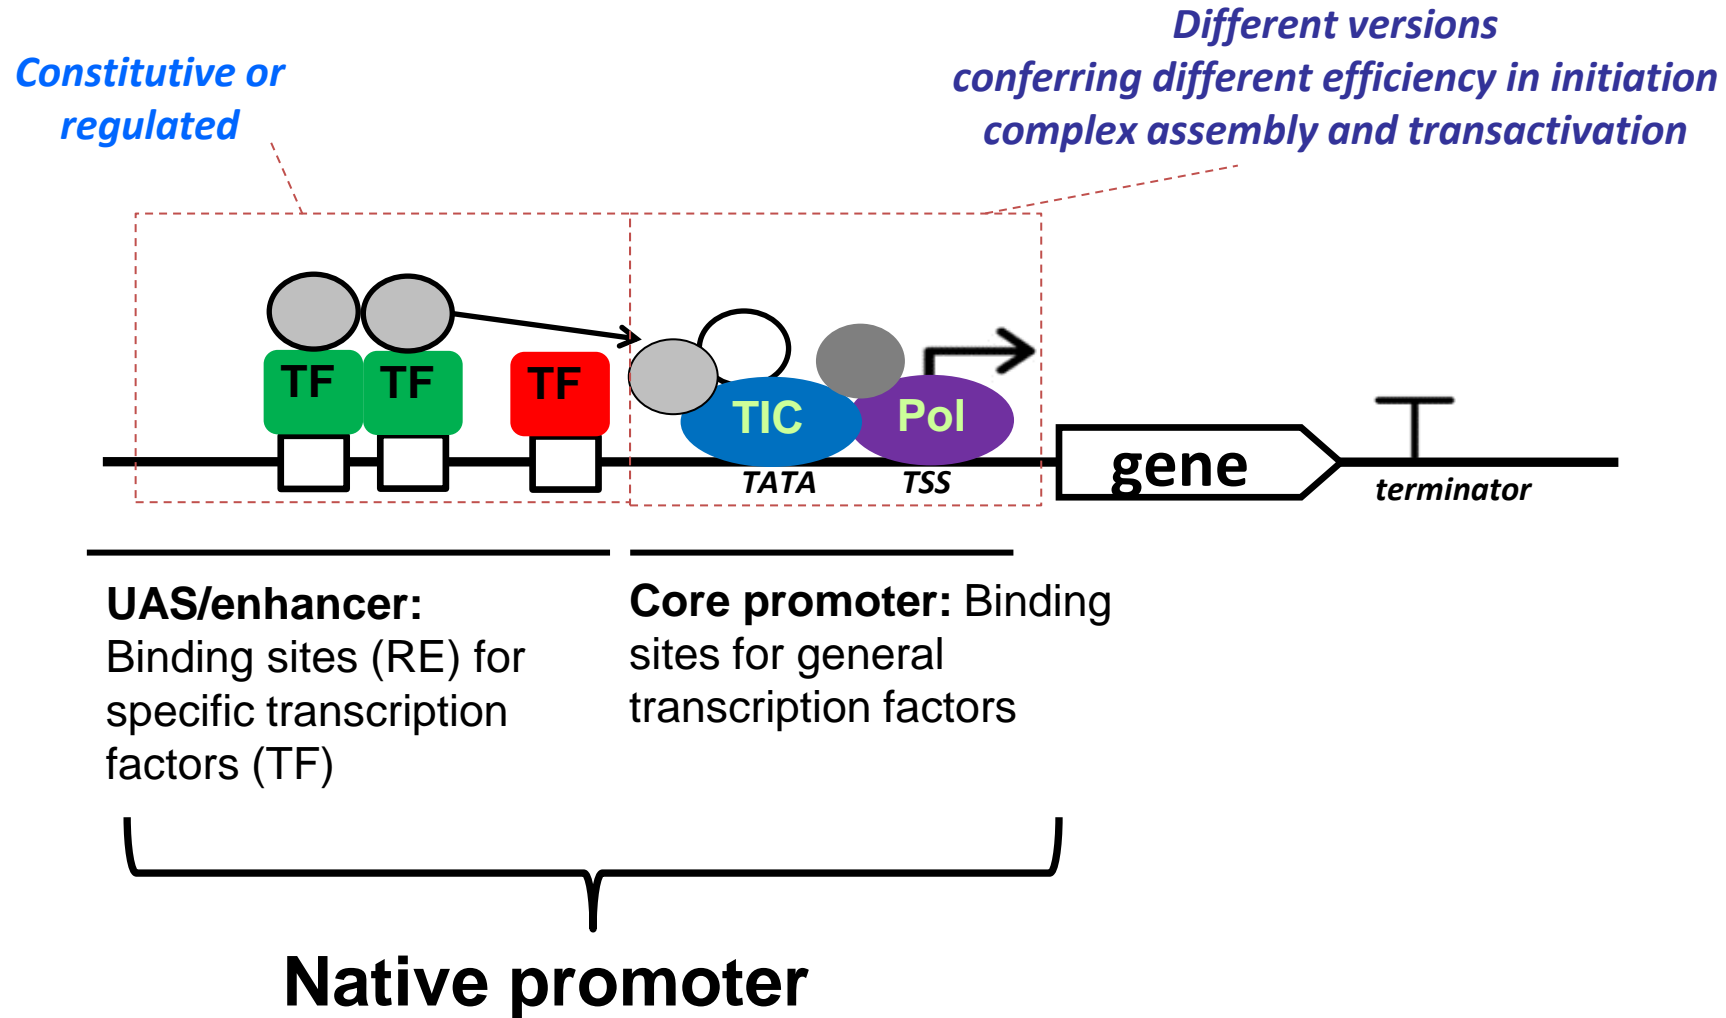 Different versions
conferring different efficiency in initiation
complex assembly and transactivation
Constitutive or
regulated
TF TF TF
TIC Pol
TATA TSS
gene
terminator
UAS/enhancer:
Binding sites (RE) for
specific transcription
factors (TF)
Core promoter: Binding
sites for general
transcription factors
Native promoter